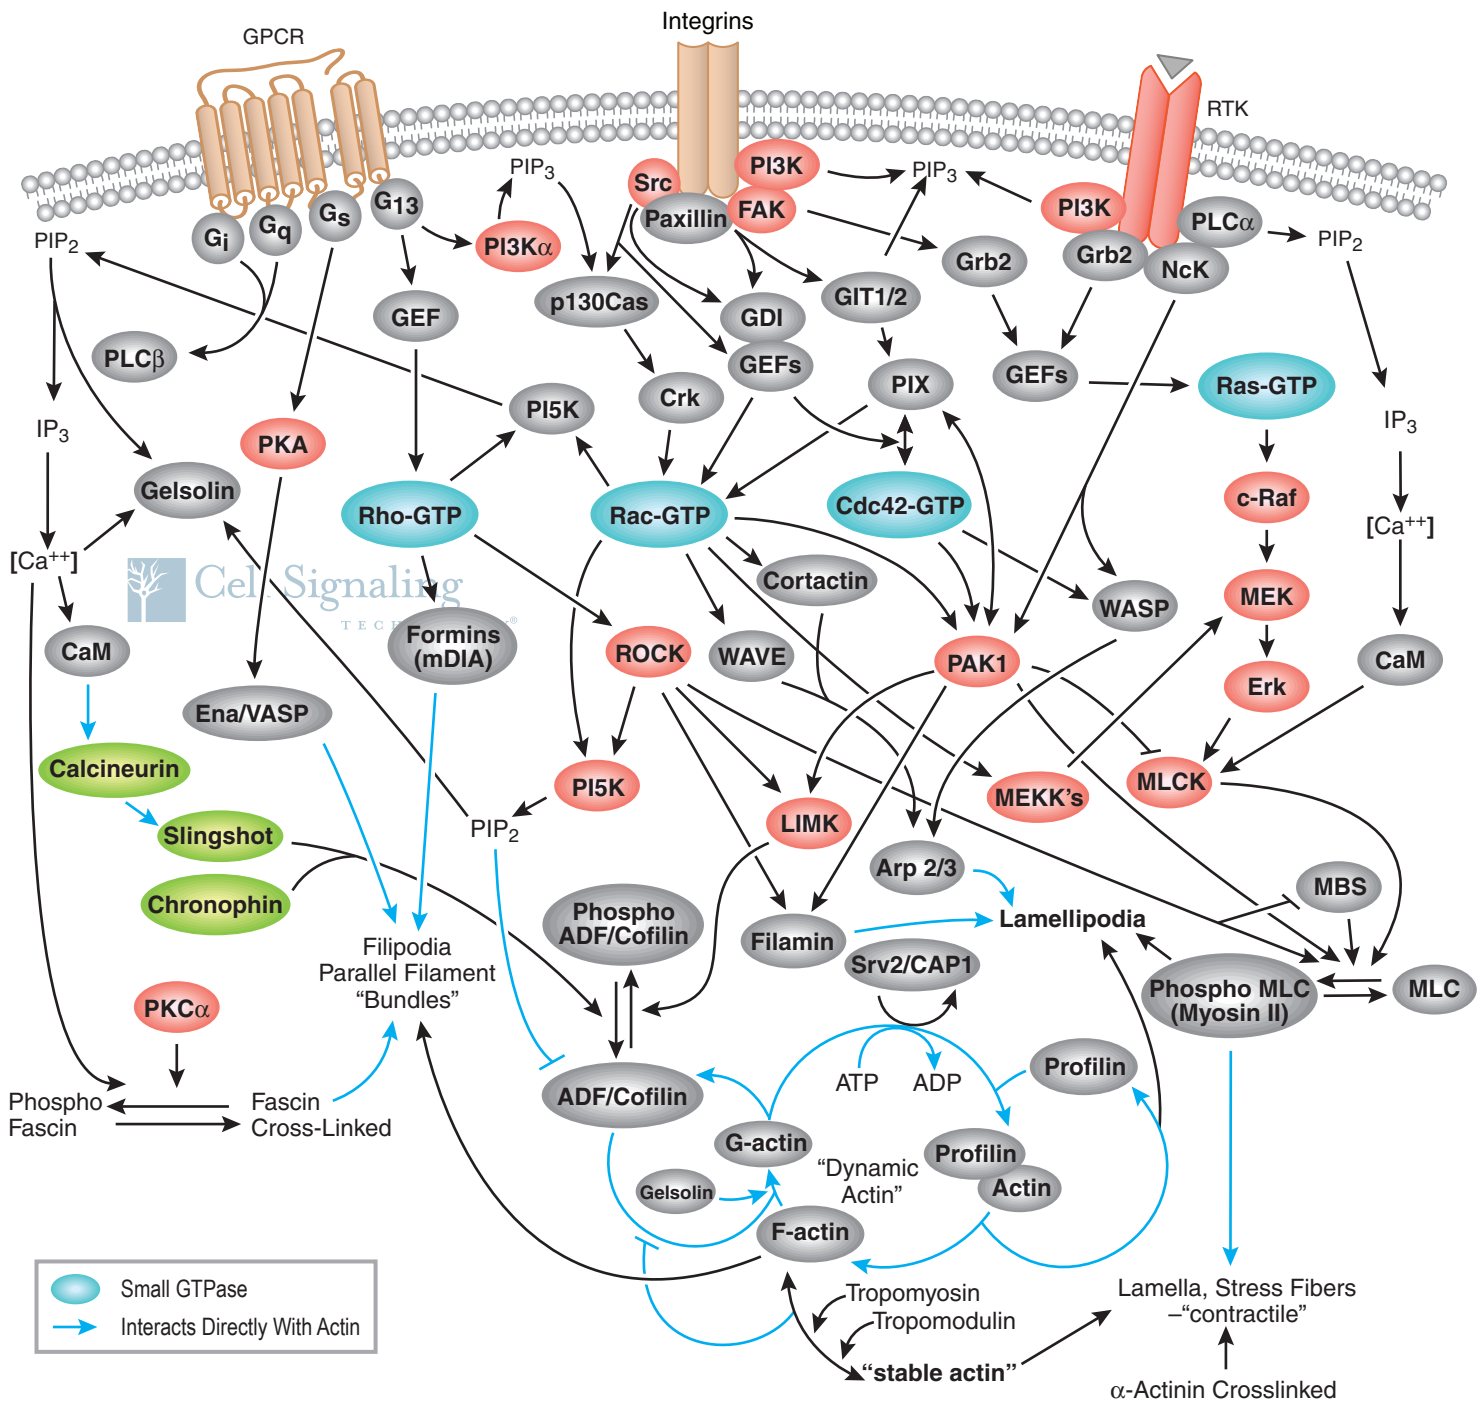 Integrins
GPCR
RTK
PIP3
Src
PI3K
PIP3
PI3K
PLCα
Gi
Gq
Gs
G13
Paxillin
FAK
PIP2
PI3Kα
Grb2
Grb2
NcK
PIP2
p130Cas
GIT1/2
GEF
GDI
PLCβ
GEFs
PIX
GEFs
Ras-GTP
PI5K
Crk
IP3
PKA
IP3
Gelsolin
Rho-GTP
Rac-GTP
Cdc42-GTP
c-Raf
[Ca++]
[Ca++]
Cell Signaling
TECH
®
Cortactin
MEK
WASP
Formins
(mDIA)
CaM
ROCK
WAVE
PAK1
CaM
Erk
Ena/VASP
Calcineurin
PI5K
MEKK's
MLCK
Slingshot
PIP2
LIMK
Arp 2/3
MBS
Chronophin
Phospho
ADF/Cofilin
Filamin
Lamellipodia
Filipodia
Parallel Filament
“Bundles”
Srv2/CAP1
Phospho MLC
(Myosin II)
MLC
PKCα
ADF/Cofilin
ATP
ADP
Profilin
Phospho
Fascin
Fascin
Cross-Linked
G-actin
“Dynamic
Actin”
Profilin
Actin
Gelsolin
F-actin
Small GTPase
Interacts Directly With Actin
Tropomyosin
Tropomodulin
“stable actin”
Lamella, Stress Fibers
–“contractile”
α-Actinin Crosslinked